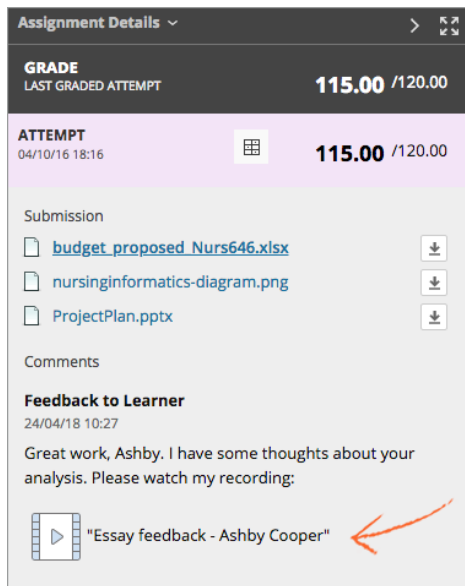 Assignment Details
GRADE
LAST GRADED ATTEMPT
115.00 /120.00
ATTEMPT
04/10/16 18:16
115.00 /120.00
Submission
budget_proposed_Nurs646.xlsx
nursinginformatics-diagram.png
ProjectPlan.pptx
Comments
Feedback to Learner
24/04/18 10:27
Great work, Ashby. I have some thoughts about your
analysis. Please watch my recording:
"Essay feedback - Ashby Cooper"